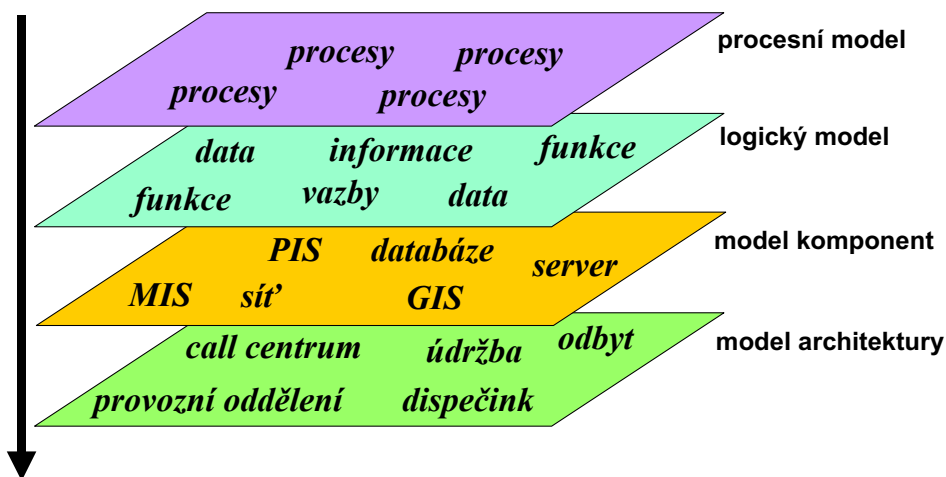 procesy procesy
procesy procesy
procesní model
data informace funkce
funkce vazby data
logický model
PIS databáze server
MIS síť GIS
model komponent
call centrum údržba odbyt
provozní oddělení dispečink
model architektury